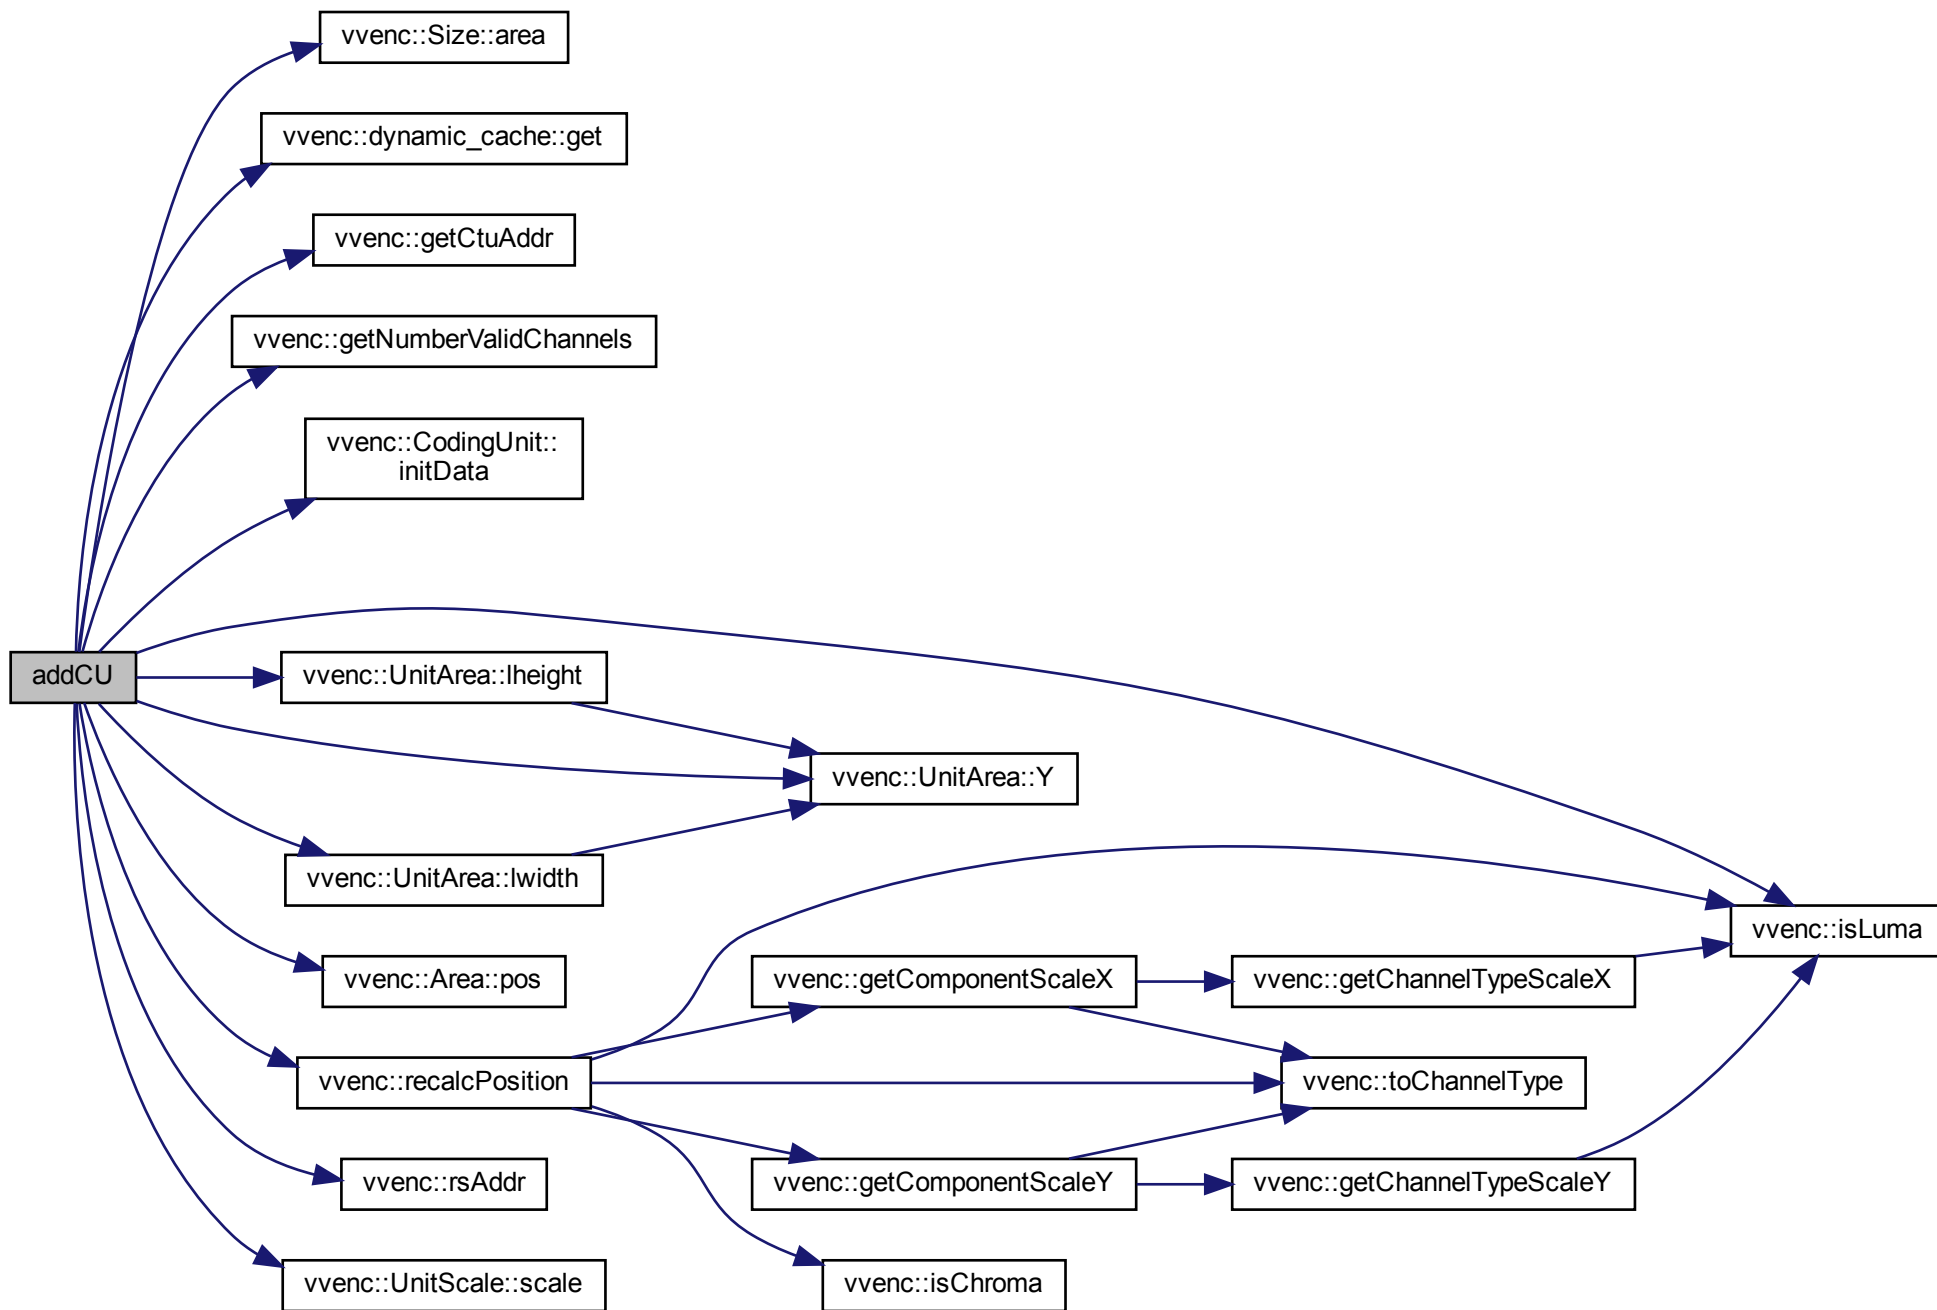 vvenc::Size::area
vvenc::dynamic_cache::get
vvenc::getCtuAddr
vvenc::getNumberValidChannels
vvenc::CodingUnit::
initData
addCU
vvenc::UnitArea::lheight
vvenc::UnitArea::Y
vvenc::UnitArea::lwidth
vvenc::isLuma
vvenc::Area::pos
vvenc::getComponentScaleX
vvenc::getChannelTypeScaleX
vvenc::recalcPosition
vvenc::toChannelType
vvenc::rsAddr
vvenc::getComponentScaleY
vvenc::getChannelTypeScaleY
vvenc::UnitScale::scale
vvenc::isChroma